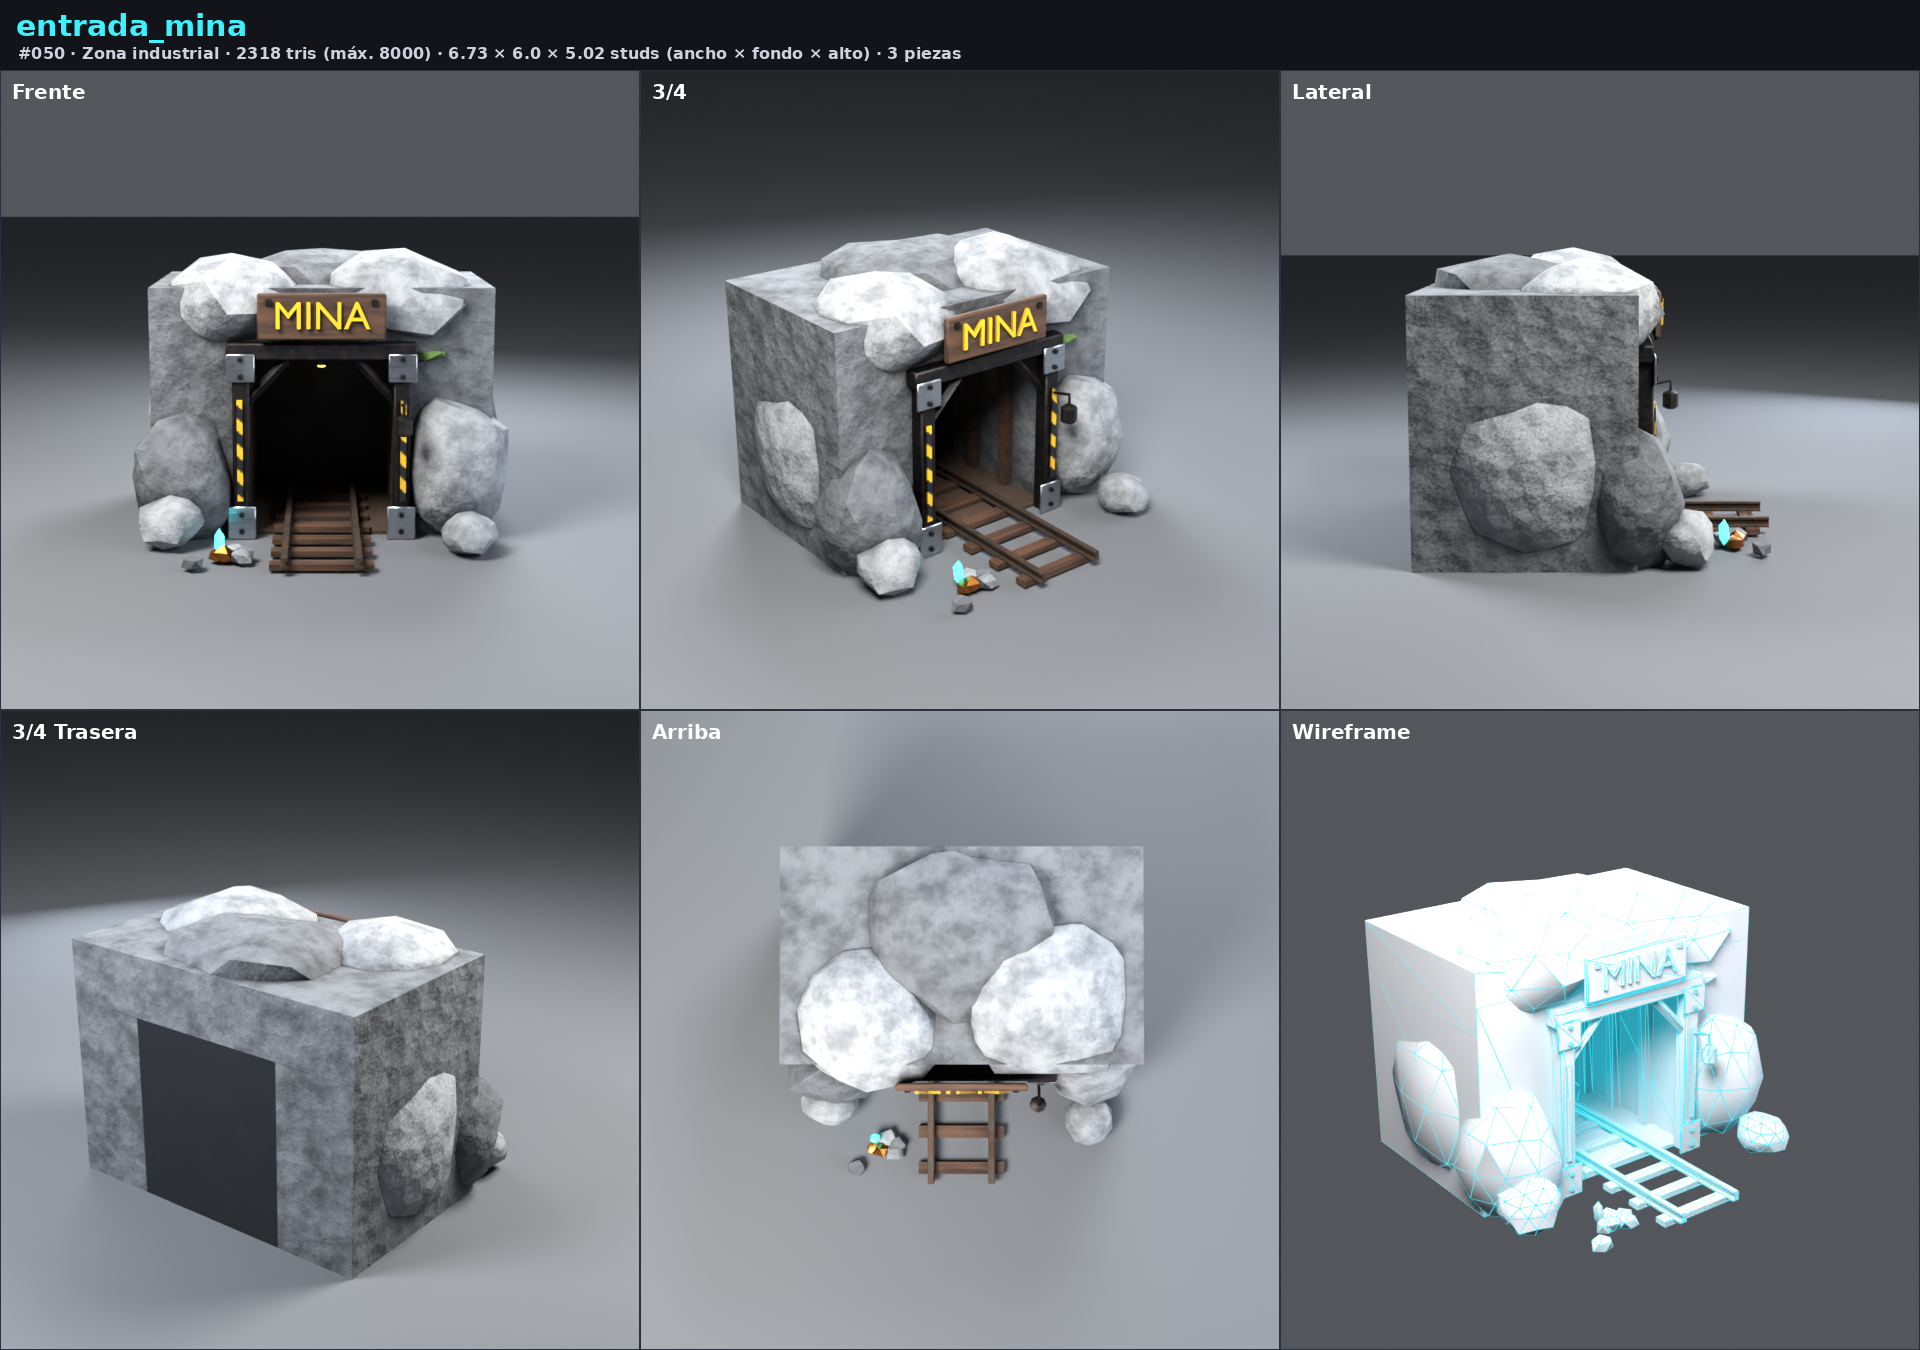 entrada_mina
#050 · Zona industrial · 2318 tris (máx. 8000) · 6.73 × 6.0 × 5.02 studs (ancho × fondo × alto) · 3 piezas
Frente
3/4
Lateral
MINA
MINA
3/4 Trasera
Arriba
Wireframe
MINA